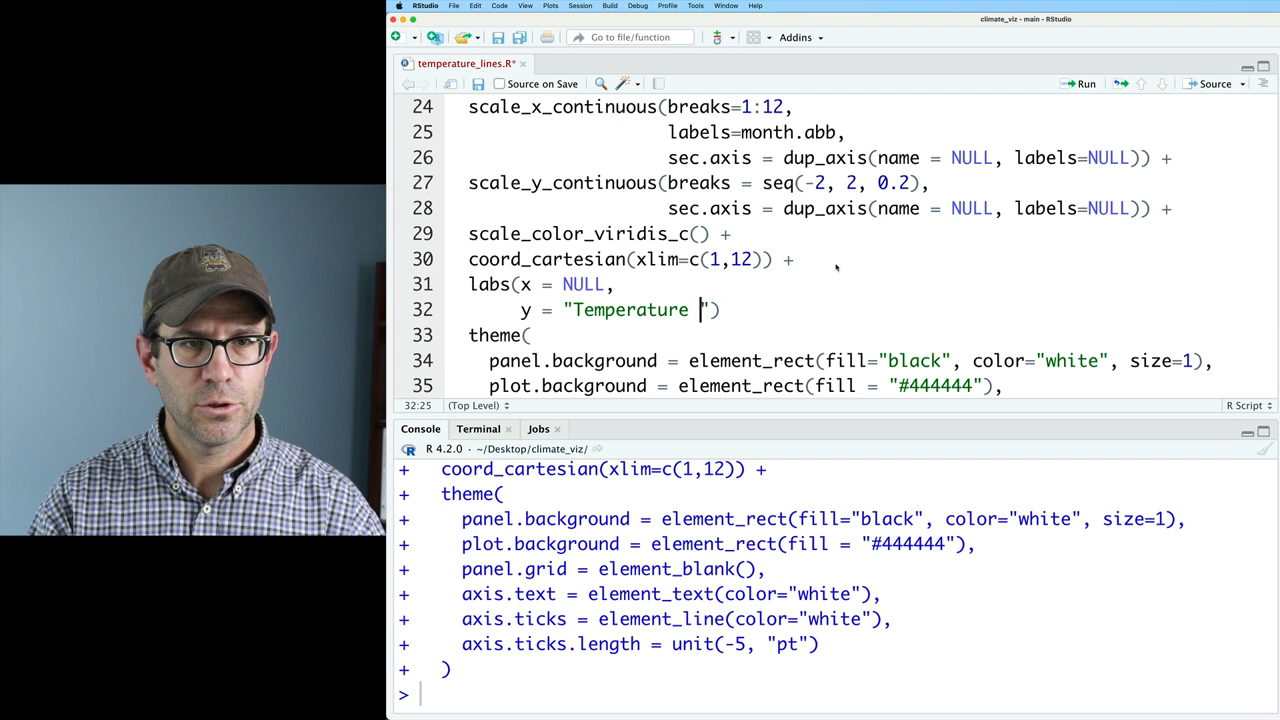 RStudio File Edit Code View Plots Session Build Debug Profile Tools Window Help
climate_viz - main - RStudio
Go to file/function Addins
temperature_lines.R*
Source on Save Run Source
24 scale_x_continuous(breaks=1:12,
25 labels=month.abb,
26 sec.axis = dup_axis(name = NULL, labels=NULL)) +
27 scale_y_continuous(breaks = seq(-2, 2, 0.2),
28 sec.axis = dup_axis(name = NULL, labels=NULL)) +
29 scale_color_viridis_c() +
30 coord_cartesian(xlim=c(1,12)) +
31 labs(x = NULL,
32 y = "Temperature ")
33 theme(
34 panel.background = element_rect(fill="black", color="white", size=1),
35 plot.background = element_rect(fill = "#444444"),
32:25 (Top Level) R Script
Console Terminal Jobs
R 4.2.0 · ~/Desktop/climate_viz/
+ coord_cartesian(xlim=c(1,12)) +
+ theme(
+ panel.background = element_rect(fill="black", color="white", size=1),
+ plot.background = element_rect(fill = "#444444"),
+ panel.grid = element_blank(),
+ axis.text = element_text(color="white"),
+ axis.ticks = element_line(color="white"),
+ axis.ticks.length = unit(-5, "pt")
+ )
>